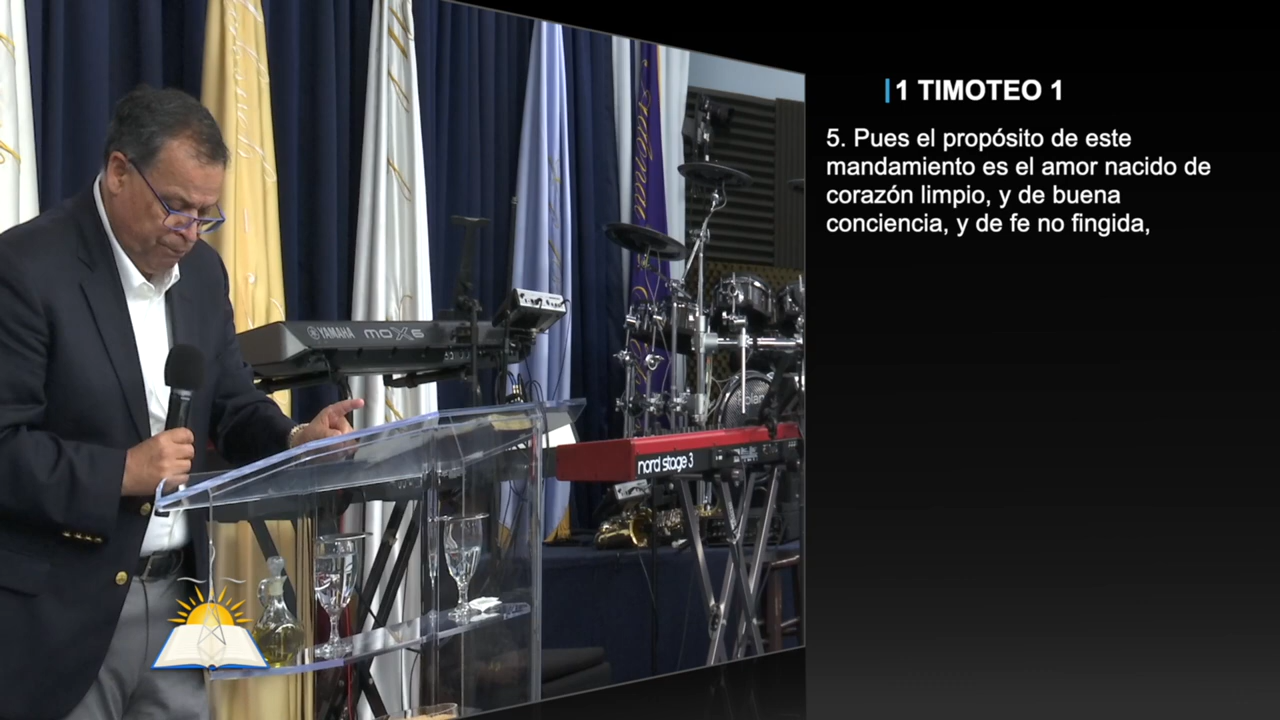 1 TIMOTEO 1
5. Pues el propósito de este
mandamiento es el amor nacido de
corazón limpio, y de buena
conciencia, y de fe no fingida,
YAMAHA MOX6
nord stage 3
Roland